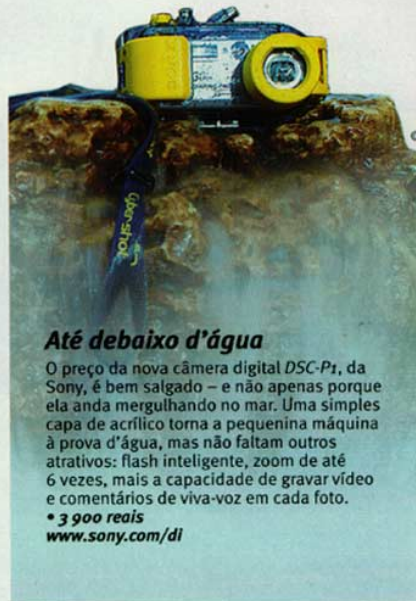 Cyber-shot
Até debaixo d'água
O preço da nova câmera digital DSC-P1, da
Sony, é bem salgado – e não apenas porque
ela anda mergulhando no mar. Uma simples
capa de acrílico torna a pequenina máquina
à prova d'água, mas não faltam outros
atrativos: flash inteligente, zoom de até
6 vezes, mais a capacidade de gravar vídeo
e comentários de viva-voz em cada foto.
• 3 900 reais
www.sony.com/di